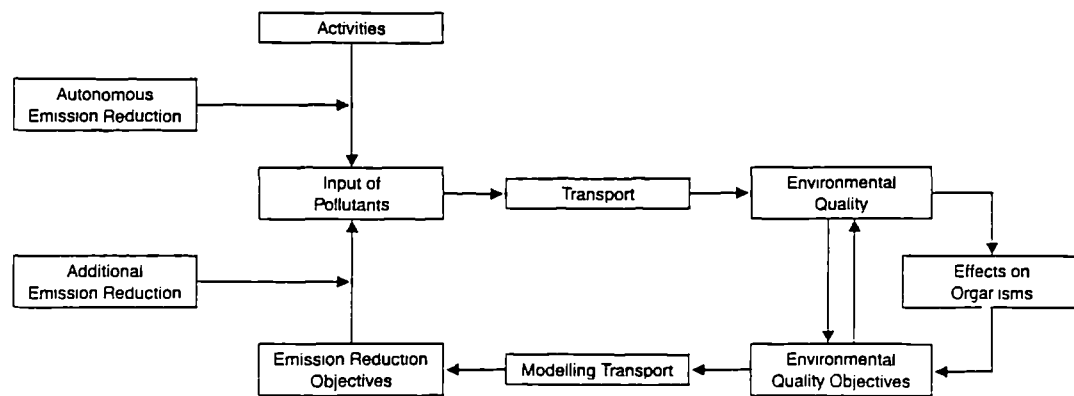 Activities
Autonomous
Emission Reduction
Input of
Pollutants
Transport
Environmental
Quality
Additional
Emission Reduction
Effects on
Organisms
Emission Reduction
Objectives
Modelling Transport
Environmental
Quality Objectives